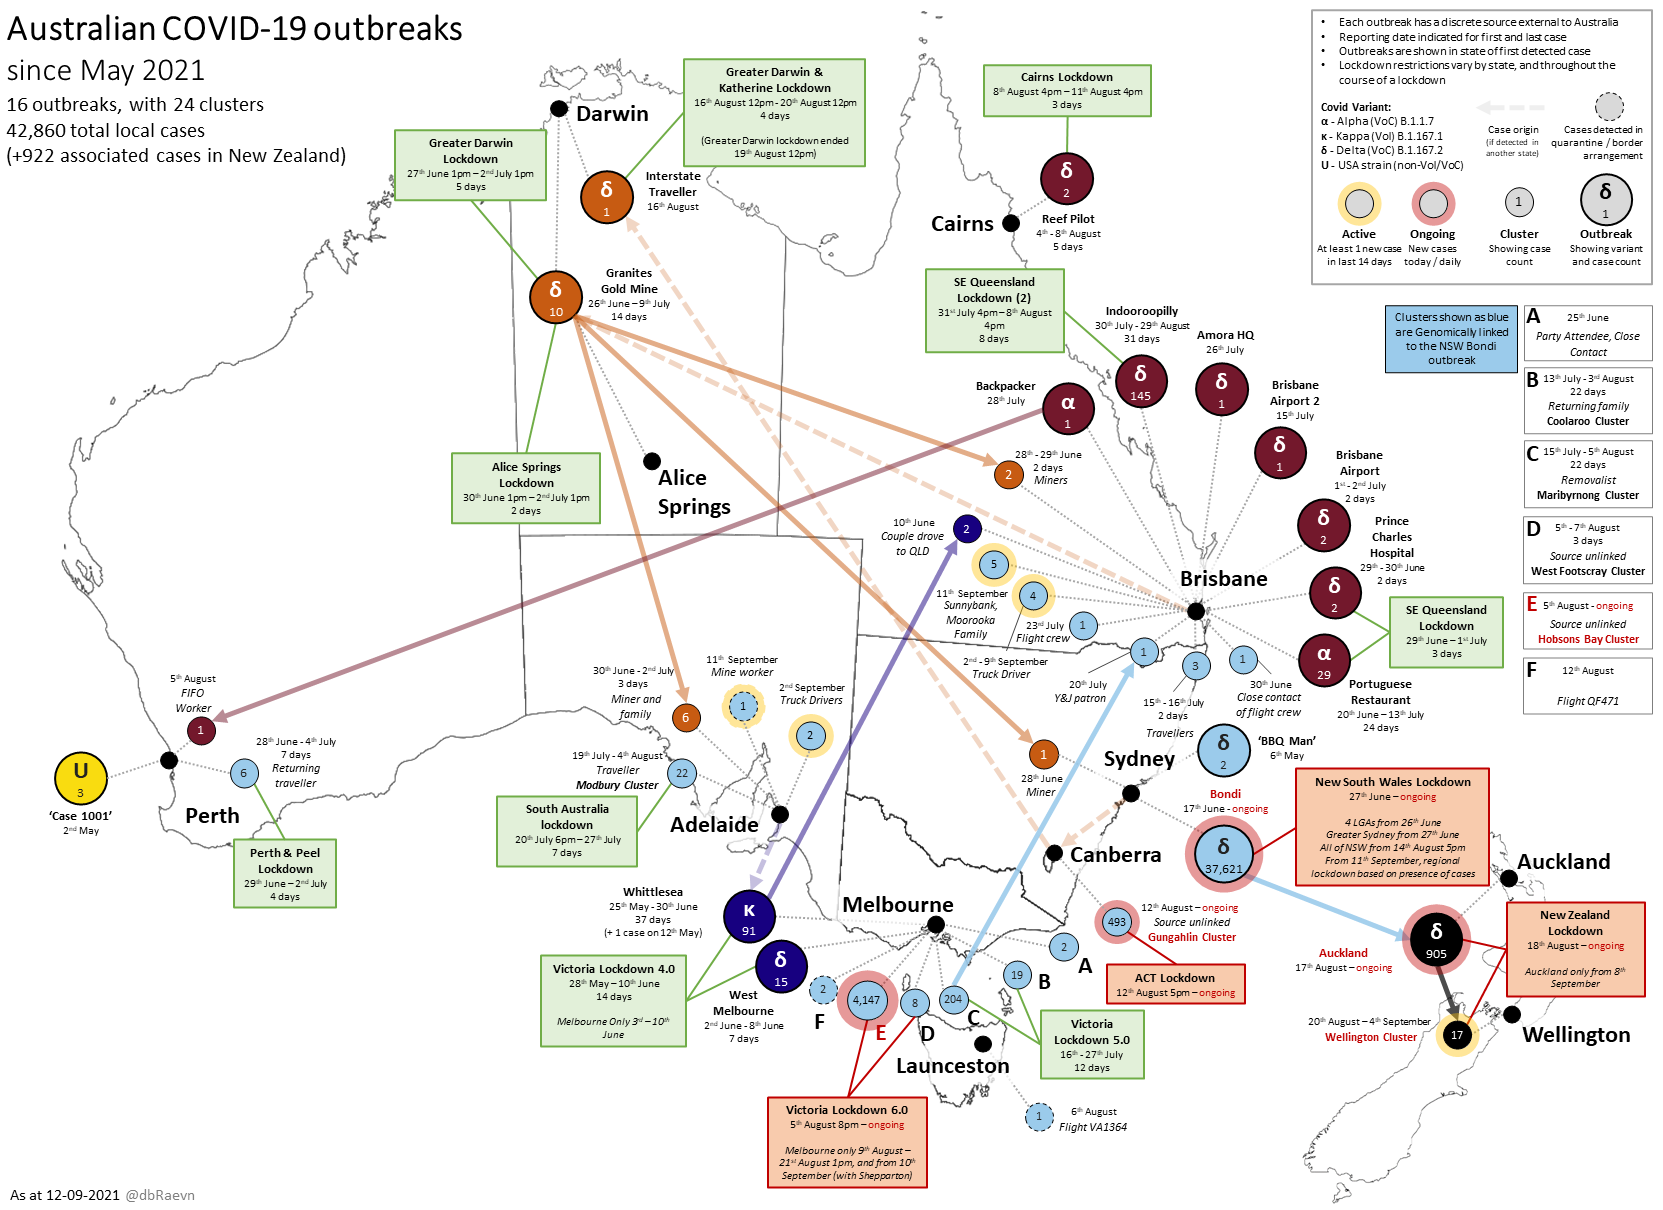 Australian COVID-19 outbreaks
since May 2021
16 outbreaks, with 24 clusters
42,860 total local cases
(+922 associated cases in New Zealand)
• Each outbreak has a discrete source external to Australia
• Reporting date indicated for first and last case
• Outbreaks are shown in state of first detected case
• Lockdown restrictions vary by state, and throughout the
course of a lockdown
Covid Variant:
α - Alpha (VoC) B.1.1.7
κ - Kappa (VoI) B.1.167.1
δ - Delta (VoC) B.1.167.2
U - USA strain (non-VoI/VoC)
Case origin
(if detected in
another state)
Cases detected in
quarantine / border
arrangement
Active
At least 1 new case
in last 14 days
Ongoing
New cases
today / daily
1
Cluster
Showing case
count
δ
1
Outbreak
Showing variant
and case count
Greater Darwin &
Katherine Lockdown
16th August 12pm - 20th August 12pm
4 days
(Greater Darwin lockdown ended
19th August 12pm)
Darwin
Greater Darwin
Lockdown
27th June 1pm – 2nd July 1pm
5 days
δ
1
Interstate
Traveller
16th August
Cairns Lockdown
8th August 4pm – 11th August 4pm
3 days
δ
2
Cairns
Reef Pilot
4th - 8th August
5 days
δ
10
Granites
Gold Mine
26th June – 9th July
14 days
SE Queensland
Lockdown (2)
31st July 4pm – 8th August
4pm
8 days
Indooroopilly
30th July - 29th August
31 days
δ
145
Amora HQ
26th July
δ
1
Backpacker
28th July
α
1
Brisbane
Airport 2
15th July
δ
1
Brisbane
Airport
1st - 2nd July
2 days
δ
2
Prince
Charles
Hospital
29th - 30th June
2 days
δ
2
SE Queensland
Lockdown
29th June – 1st July
3 days
α
29
Portuguese
Restaurant
20th June – 13th July
24 days
Brisbane
Clusters shown as blue
are Genomically linked
to the NSW Bondi
outbreak
A
25th June
Party Attendee, Close
Contact
B
13th July - 3rd August
22 days
Returning family
Coolaroo Cluster
C
15th July - 5th August
22 days
Removalist
Maribyrnong Cluster
D
5th - 7th August
3 days
Source unlinked
West Footscray Cluster
E
5th August - ongoing
Source unlinked
Hobsons Bay Cluster
F
12th August
Flight QF471
Alice Springs
Lockdown
30th June 1pm – 2nd July 1pm
2 days
Alice
Springs
2
28th - 29th June
2 days
Miners
10th June
Couple drove
to QLD
2
5
11th September
Sunnybank,
Moorooka
Family
4
2nd - 9th September
Truck Driver
23rd July
Flight crew
1
1
20th July
Y&J patron
3
15th - 16th July
2 days
Travellers
1
30th June
Close contact
of flight crew
5th August
FIFO
Worker
1
U
3
‘Case 1001’
2nd May
28th June - 4th July
7 days
Returning
traveller
6
Perth
Perth & Peel
Lockdown
29th June – 2nd July
4 days
30th June - 2nd July
3 days
Miner and
family
6
11th September
Mine worker
1
2nd September
Truck Drivers
2
19th July - 4th August
Traveller
Modbury Cluster
22
South Australia
lockdown
20th July 6pm – 27th July
7 days
Adelaide
1
28th June
Miner
Sydney
δ
2
‘BBQ Man’
6th May
Bondi
17th June - ongoing
δ
37,621
New South Wales Lockdown
27th June – ongoing
4 LGAs from 26th June
Greater Sydney from 27th June
All of NSW from 14th August 5pm
From 11th September, regional
lockdown based on presence of cases
Canberra
493
12th August – ongoing
Source unlinked
Gungahlin Cluster
ACT Lockdown
12th August 5pm – ongoing
Whittlesea
25th May - 30th June
37 days
(+ 1 case on 12th May)
κ
91
Melbourne
δ
15
West
Melbourne
2nd June - 8th June
7 days
Victoria Lockdown 4.0
28th May – 10th June
14 days
Melbourne Only 3rd – 10th
June
2
F
4,147
E
8
D
204
C
19
B
2
A
Victoria
Lockdown 5.0
16th - 27th July
12 days
Launceston
1
6th August
Flight VA1364
Victoria Lockdown 6.0
5th August 8pm – ongoing
Melbourne only 9th August –
21st August 1pm, and from 10th
September (with Shepparton)
Auckland
δ
905
Auckland
17th August – ongoing
New Zealand
Lockdown
18th August – ongoing
Auckland only from 8th
September
20th August – 4th September
Wellington Cluster
17
Wellington
As at 12-09-2021 @dbRaevn